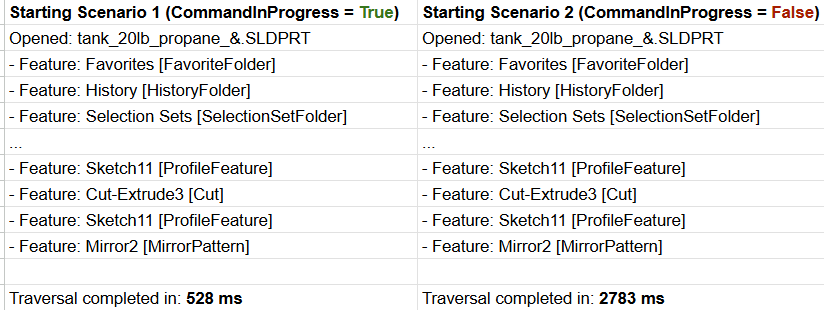 Starting Scenario 1 (CommandInProgress = True)
Opened: tank_20lb_propane_&.SLDPRT
- Feature: Favorites [FavoriteFolder]
- Feature: History [HistoryFolder]
- Feature: Selection Sets [SelectionSetFolder]
...
- Feature: Sketch11 [ProfileFeature]
- Feature: Cut-Extrude3 [Cut]
- Feature: Sketch11 [ProfileFeature]
- Feature: Mirror2 [MirrorPattern]
Traversal completed in: 528 ms
Starting Scenario 2 (CommandInProgress = False)
Opened: tank_20lb_propane_&.SLDPRT
- Feature: Favorites [FavoriteFolder]
- Feature: History [HistoryFolder]
- Feature: Selection Sets [SelectionSetFolder]
...
- Feature: Sketch11 [ProfileFeature]
- Feature: Cut-Extrude3 [Cut]
- Feature: Sketch11 [ProfileFeature]
- Feature: Mirror2 [MirrorPattern]
Traversal completed in: 2783 ms